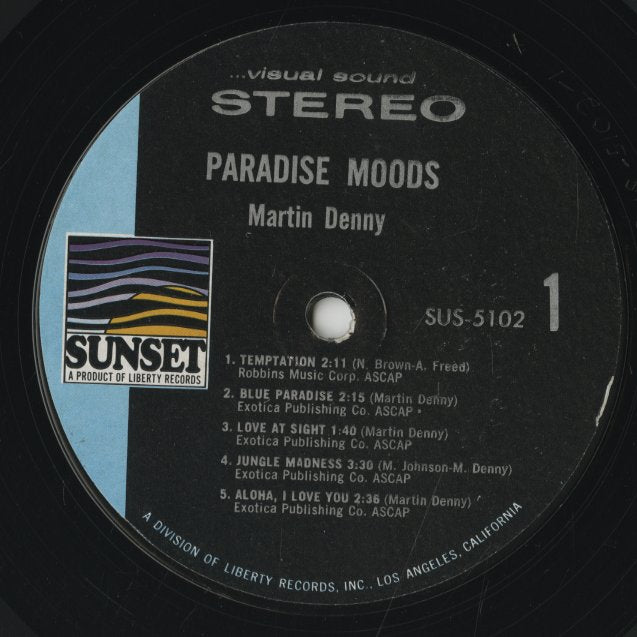 ...visual sound
STEREO
PARADISE MOODS
Martin Denny
SUS-5102
1
SUNSET
A PRODUCT OF LIBERTY RECORDS
1. TEMPTATION 2:11 (N. Brown-A. Freed)
Robbins Music Corp. ASCAP
2. BLUE PARADISE 2:15 (Martin Denny)
Exotica Publishing Co. ASCAP
3. LOVE AT SIGHT 1:40 (Martin Denny)
Exotica Publishing Co. ASCAP
4. JUNGLE MADNESS 3:30 (M. Johnson-M. Denny)
Exotica Publishing Co. ASCAP
5. ALOHA, I LOVE YOU 2:36 (Martin Denny)
Exotica Publishing Co. ASCAP
A DIVISION OF LIBERTY RECORDS, INC., LOS ANGELES, CALIFORNIA